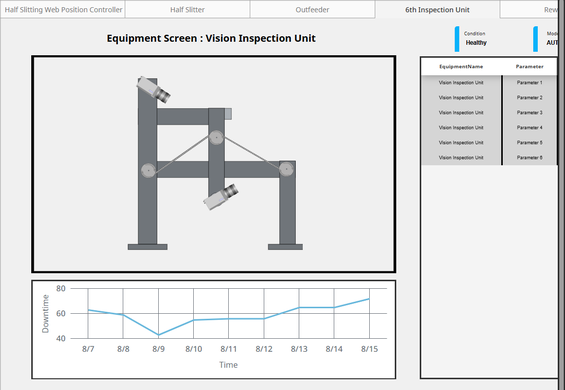 Half Slitting Web Position Controller Half Slitter Outfeeder 6th Inspection Unit Rew
Equipment Screen : Vision Inspection Unit
Condition
Healthy
Mode
AUT
EquipmentName Parameter
Vision Inspection Unit Parameter 1
Vision Inspection Unit Parameter 2
Vision Inspection Unit Parameter 3
Vision Inspection Unit Parameter 4
Vision Inspection Unit Parameter 5
Vision Inspection Unit Parameter 6
Downtime
80
60
40
8/7 8/8 8/9 8/10 8/11 8/12 8/13 8/14 8/15
Time